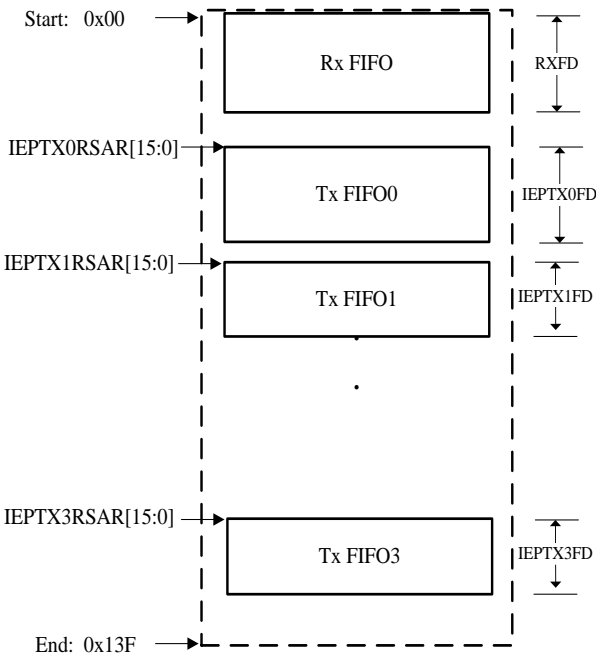 Start: 0x00
Rx FIFO
RXFD
IEPTX0RSAR[15:0]
Tx FIFO0
IEPTX0FD
IEPTX1RSAR[15:0]
Tx FIFO1
IEPTX1FD
IEPTX3RSAR[15:0]
Tx FIFO3
IEPTX3FD
End: 0x13F